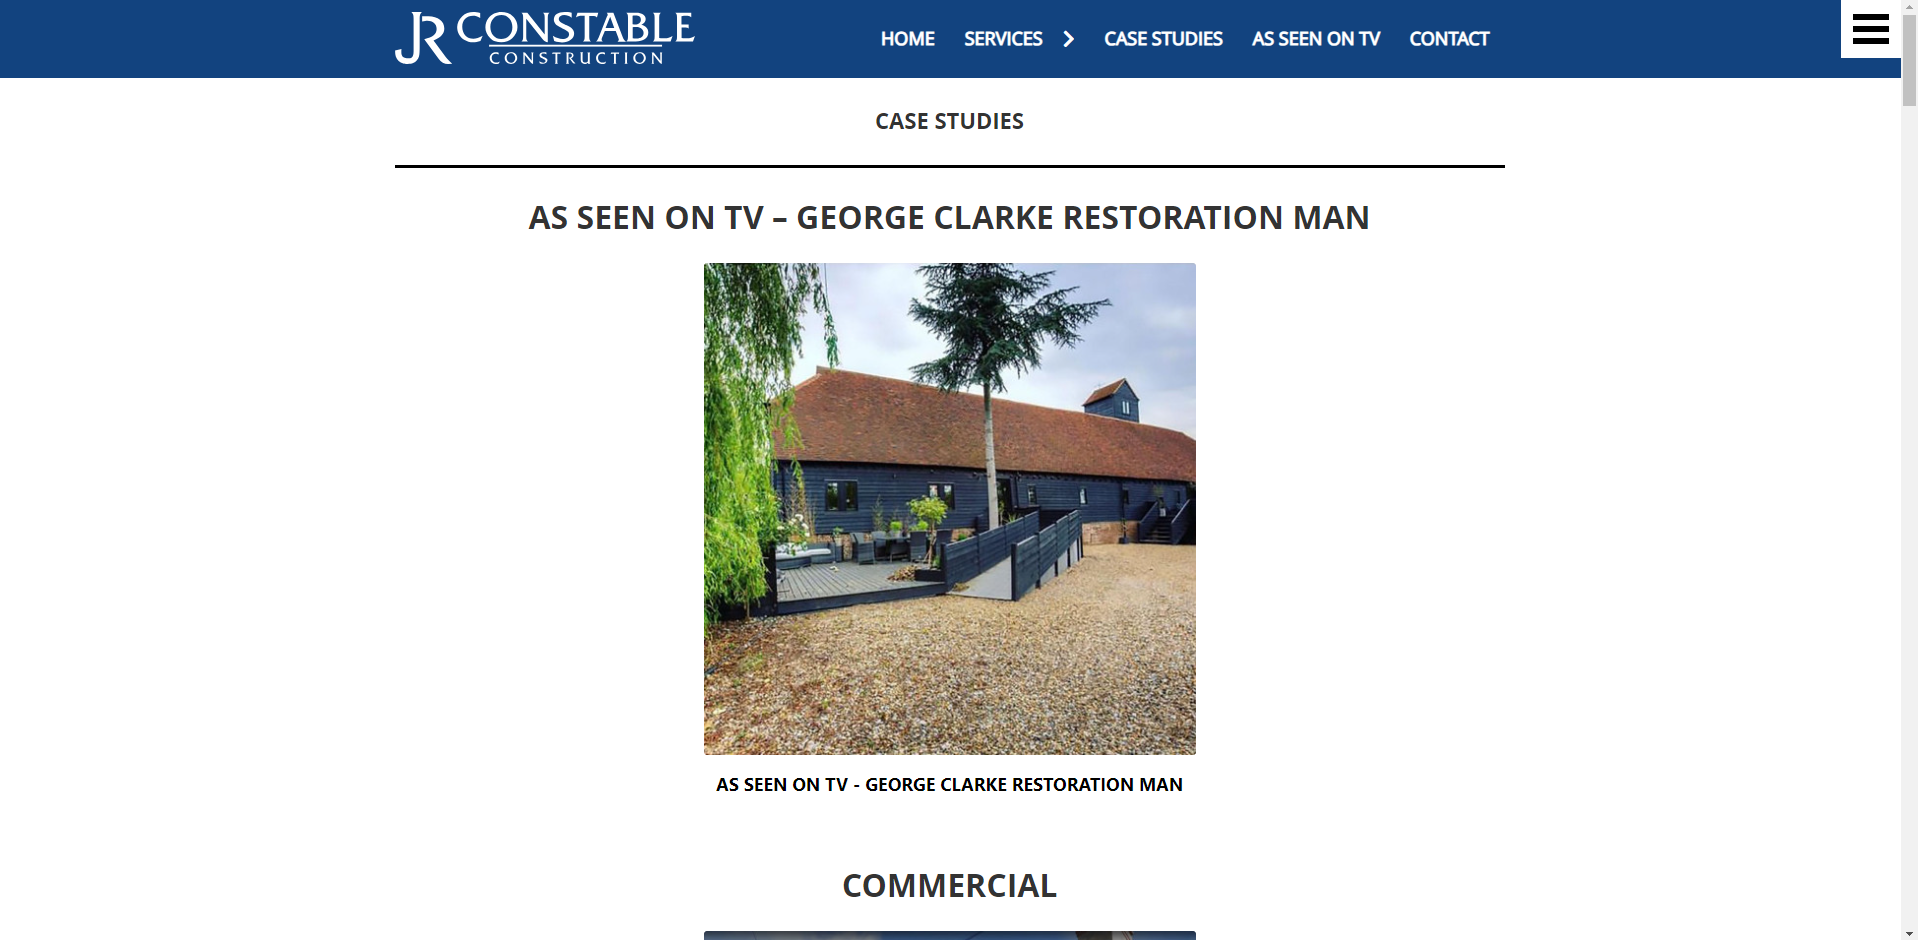 JR CONSTABLE
CONSTRUCTION
HOME SERVICES CASE STUDIES AS SEEN ON TV CONTACT
CASE STUDIES
AS SEEN ON TV – GEORGE CLARKE RESTORATION MAN
AS SEEN ON TV - GEORGE CLARKE RESTORATION MAN
COMMERCIAL